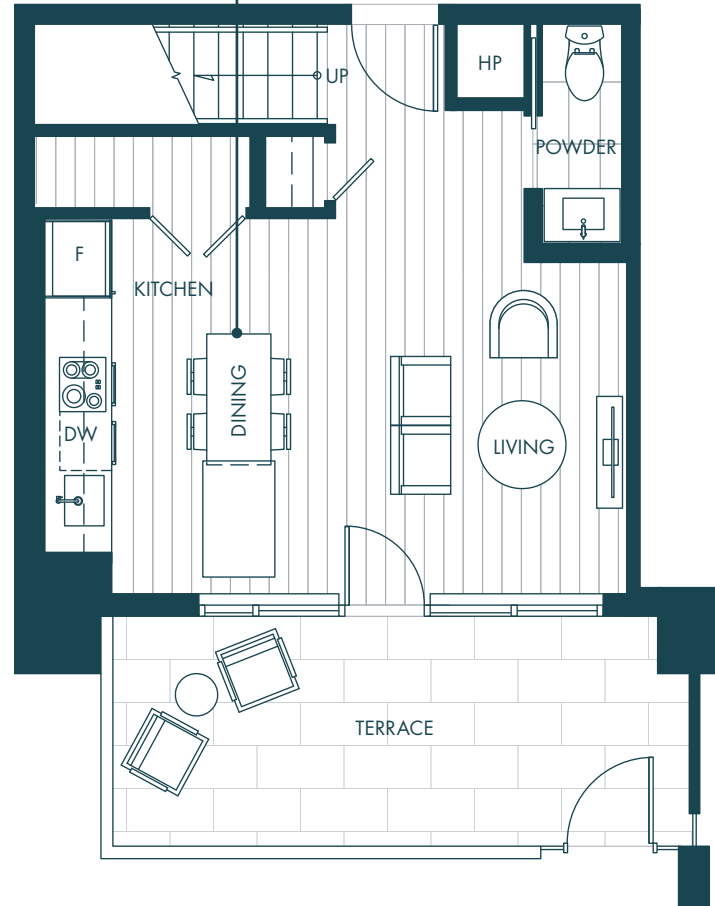 UP
HP
POWDER
F
KITCHEN
DINING
DW
LIVING
TERRACE